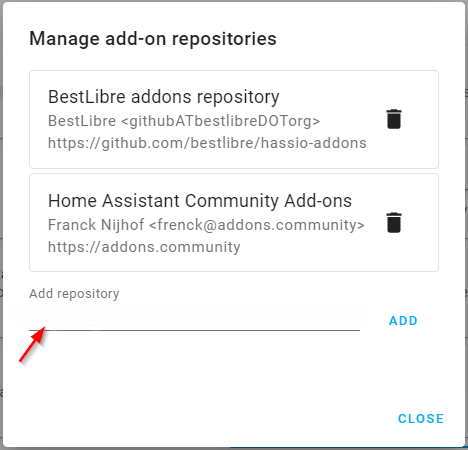 Manage add-on repositories
BestLibre addons repository
BestLibre <githubATbestlibreDOTorg>
https://github.com/bestlibre/hassio-addons
Home Assistant Community Add-ons
Franck Nijhof <frenck@addons.community>
https://addons.community
Add repository
ADD
CLOSE